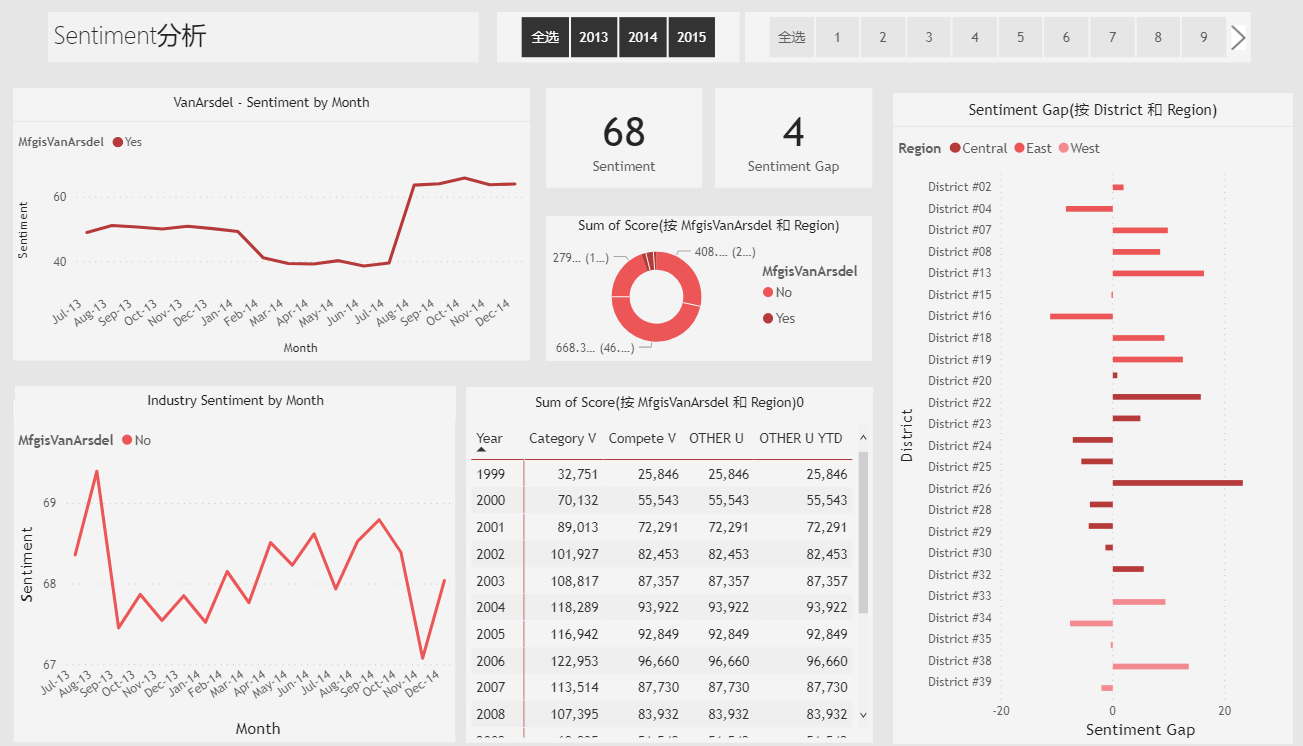 Sentiment分析
全选 2013 2014 2015
全选 1 2 3 4 5 6 7 8 9
VanArsdel - Sentiment by Month
MfgisVanArsdel Yes
Sentiment
60
40
Jul-13 Aug-13 Sep-13 Oct-13 Nov-13 Dec-13 Jan-14 Feb-14 Mar-14 Apr-14 May-14 Jun-14 Jul-14 Aug-14 Sep-14 Oct-14 Nov-14 Dec-14
Month
68
Sentiment
4
Sentiment Gap
Sum of Score(按 MfgisVanArsdel 和 Region)
279... (1...)
408.... (2...)
668.3... (46....)
MfgisVanArsdel
No
Yes
Industry Sentiment by Month
MfgisVanArsdel No
Sentiment
69
68
67
Jul-13 Aug-13 Sep-13 Oct-13 Nov-13 Dec-13 Jan-14 Feb-14 Mar-14 Apr-14 May-14 Jun-14 Jul-14 Aug-14 Sep-14 Oct-14 Nov-14 Dec-14
Month
Sum of Score(按 MfgisVanArsdel 和 Region)0
Year Category V Compete V OTHER U OTHER U YTD
1999 32,751 25,846 25,846 25,846
2000 70,132 55,543 55,543 55,543
2001 89,013 72,291 72,291 72,291
2002 101,927 82,453 82,453 82,453
2003 108,817 87,357 87,357 87,357
2004 118,289 93,922 93,922 93,922
2005 116,942 92,849 92,849 92,849
2006 122,953 96,660 96,660 96,660
2007 113,514 87,730 87,730 87,730
2008 107,395 83,932 83,932 83,932
Sentiment Gap(按 District 和 Region)
Region Central East West
District
District #02
District #04
District #07
District #08
District #13
District #15
District #16
District #18
District #19
District #20
District #22
District #23
District #24
District #25
District #26
District #28
District #29
District #30
District #32
District #33
District #34
District #35
District #38
District #39
-20 0 20
Sentiment Gap